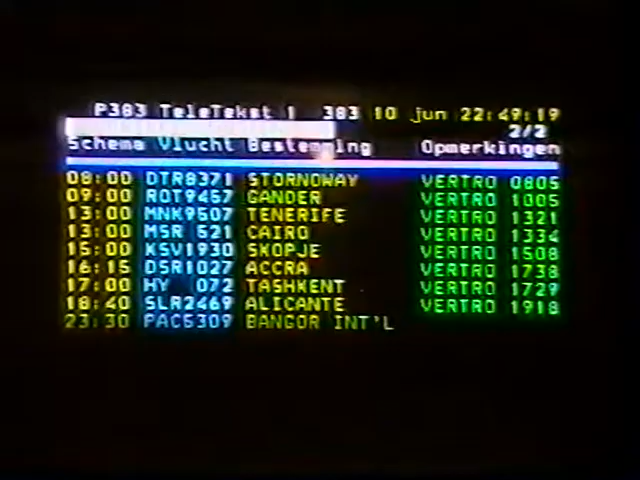 P383 TeleTekst 1 383 10 jun 22:49:19
2/2
Schema Vlucht Bestemming Opmerkingen
08:00 DTR8371 STORNOWAY VERTRO 0805
09:00 ROT9457 GANDER VERTRO 1005
13:00 MNK9507 TENERIFE VERTRO 1321
13:00 MSR 521 CAIRO VERTRO 1334
15:00 KSV1930 SKOPJE VERTRO 1508
16:15 DSR1027 ACCRA VERTRO 1738
17:00 HY 072 TASHKENT VERTRO 1729
18:40 SLR2469 ALICANTE VERTRO 1918
23:30 PAC5309 BANGOR INT'L